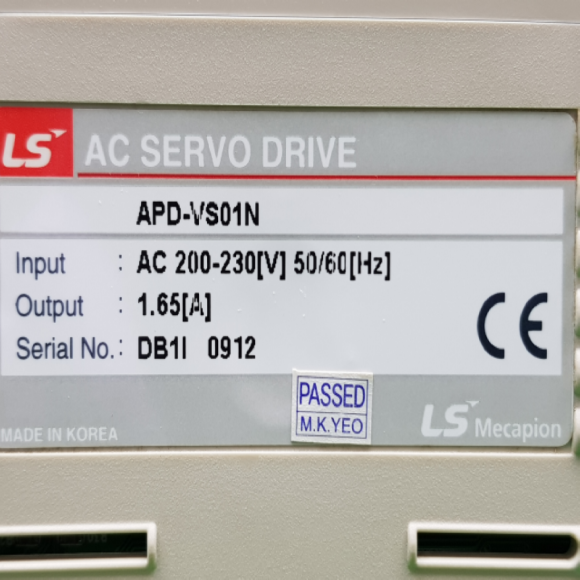 LS AC SERVO DRIVE
APD-VS01N
Input : AC 200-230[V] 50/60[Hz]
Output : 1.65[A]
Serial No. : DB1I 0912
CE
PASSED
M.K.YEO
MADE IN KOREA
LS Mecapion